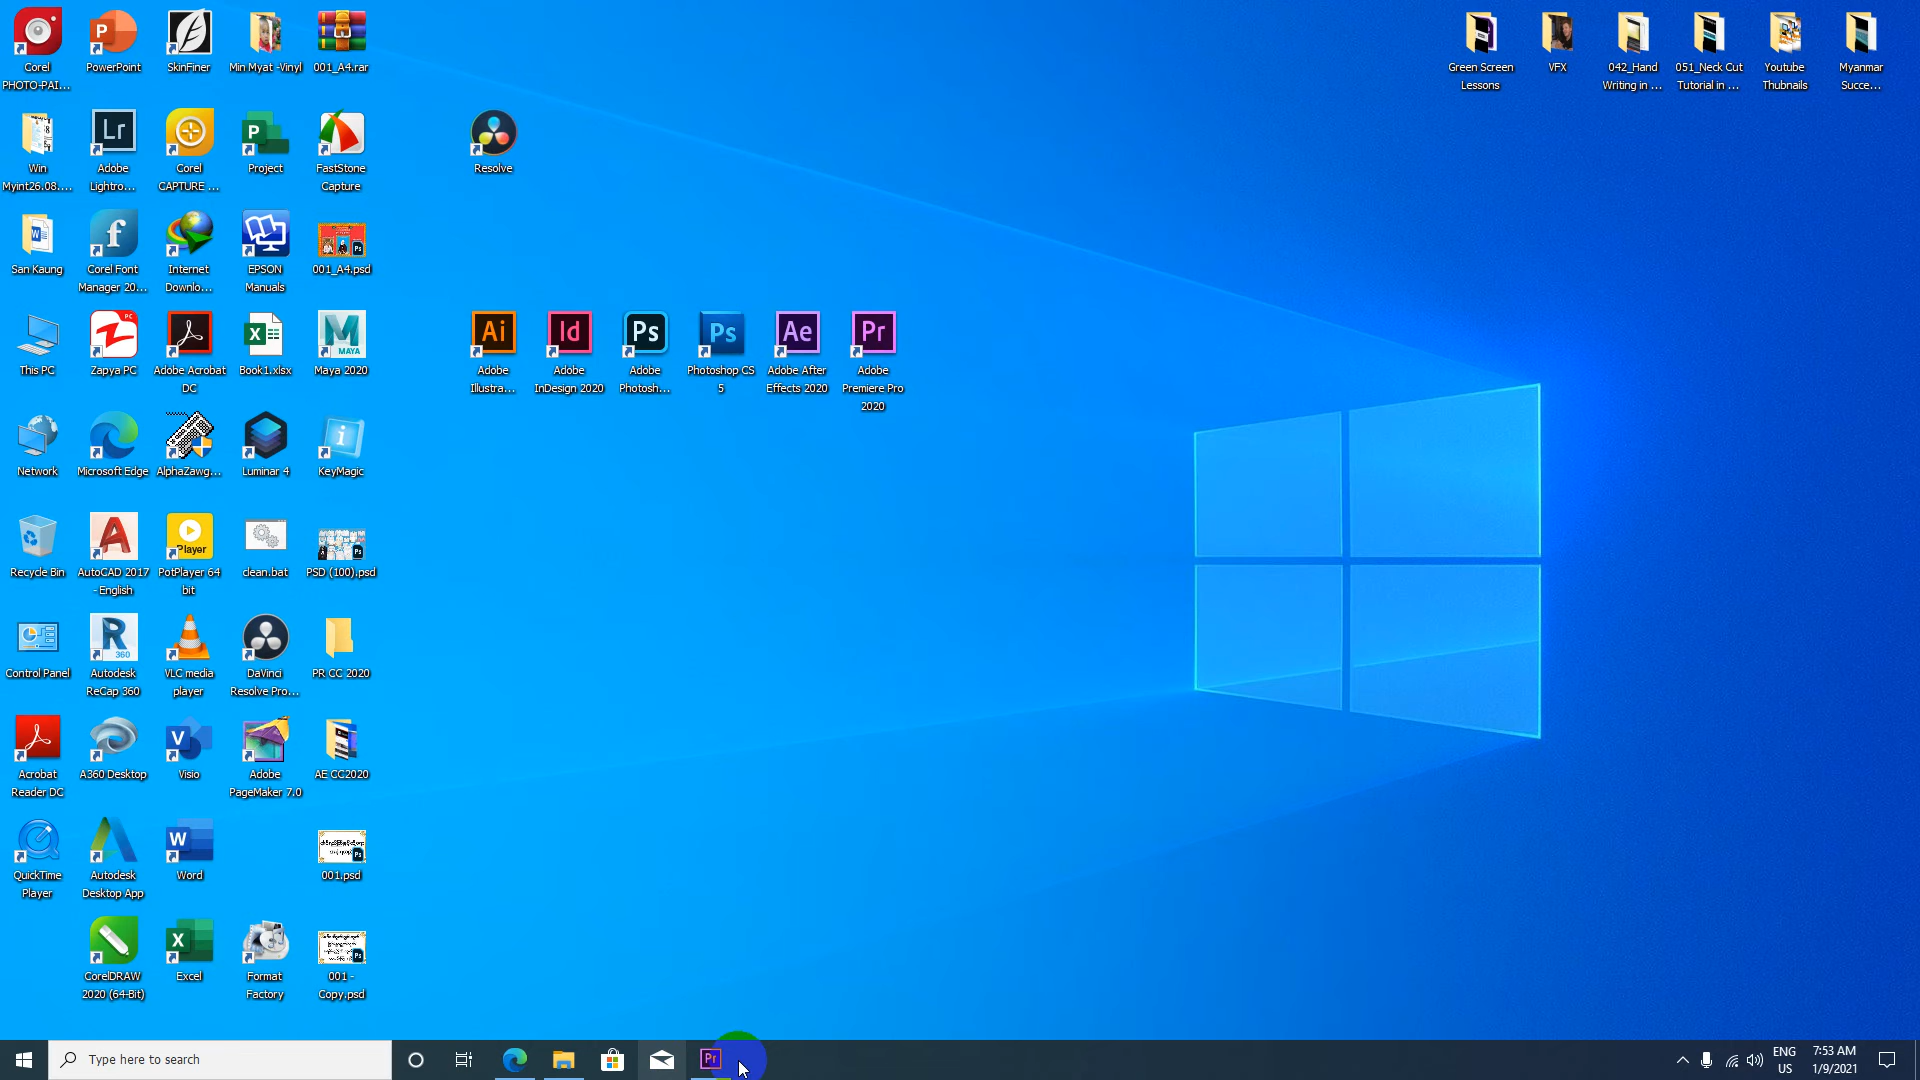 Corel
PHOTO-PAI...
PowerPoint
SkinFiner
Min Myat -Vinyl
001_A4.rar
Green Screen
Lessons
VFX
042_Hand
Writing in ...
051_Neck Cut
Tutorial in ...
Youtube
Thubnails
Myanmar
Succe...
Win
Myint26.08....
Adobe
Lightro...
Corel
CAPTURE ...
Project
FastStone
Capture
Resolve
San Kaung
Corel Font
Manager 20...
Internet
Downlo...
EPSON
Manuals
001_A4.psd
This PC
Zapya PC
Adobe Acrobat
DC
Book1.xlsx
Maya 2020
Adobe
Illustra...
Adobe
InDesign 2020
Adobe
Photosh...
Photoshop CS
5
Adobe After
Effects 2020
Adobe
Premiere Pro
2020
Network
Microsoft Edge
AlphaZawg...
Luminar 4
KeyMagic
Recycle Bin
AutoCAD 2017
- English
PotPlayer 64
bit
clean.bat
PSD (100).psd
Control Panel
Autodesk
ReCap 360
VLC media
player
DaVinci
Resolve Pro...
PR CC 2020
Acrobat
Reader DC
A360 Desktop
Visio
Adobe
PageMaker 7.0
AE CC2020
QuickTime
Player
Autodesk
Desktop App
Word
001.psd
CorelDRAW
2020 (64-Bit)
Excel
Format
Factory
001 -
Copy.psd
Type here to search
Pr
ENG
US
7:53 AM
1/9/2021